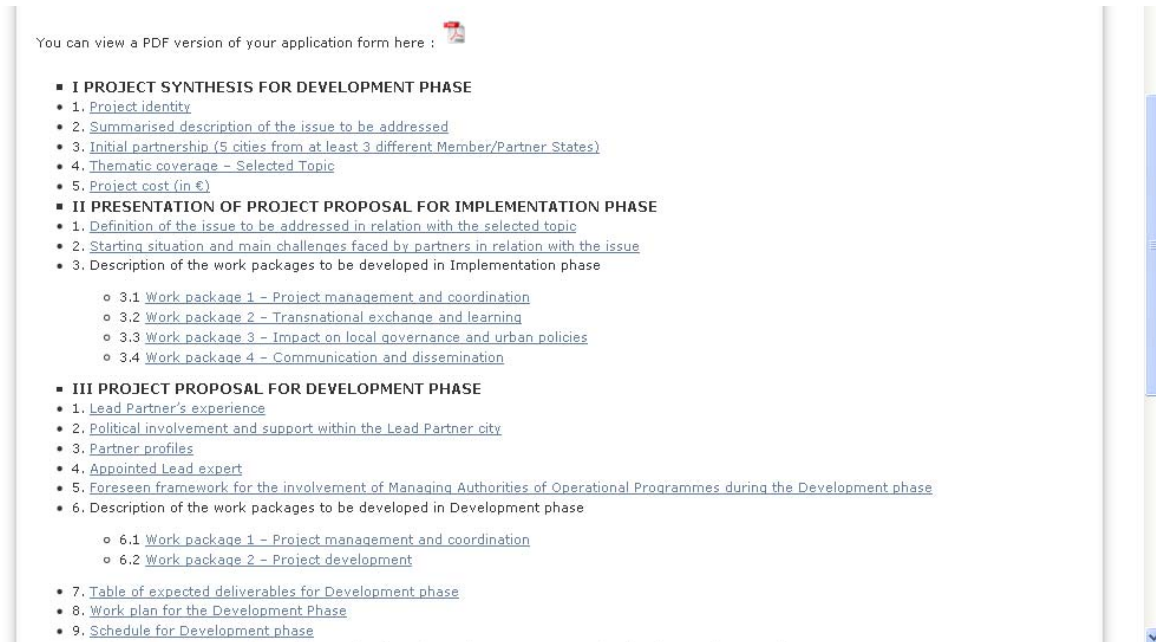 You can view a PDF version of your application form here :
I PROJECT SYNTHESIS FOR DEVELOPMENT PHASE
1. Project identity
2. Summarised description of the issue to be addressed
3. Initial partnership (5 cities from at least 3 different Member/Partner States)
4. Thematic coverage – Selected Topic
5. Project cost (in €)
II PRESENTATION OF PROJECT PROPOSAL FOR IMPLEMENTATION PHASE
1. Definition of the issue to be addressed in relation with the selected topic
2. Starting situation and main challenges faced by partners in relation with the issue
3. Description of the work packages to be developed in Implementation phase
3.1 Work package 1 – Project management and coordination
3.2 Work package 2 – Transnational exchange and learning
3.3 Work package 3 – Impact on local governance and urban policies
3.4 Work package 4 – Communication and dissemination
III PROJECT PROPOSAL FOR DEVELOPMENT PHASE
1. Lead Partner's experience
2. Political involvement and support within the Lead Partner city
3. Partner profiles
4. Appointed Lead expert
5. Foreseen framework for the involvement of Managing Authorities of Operational Programmes during the Development phase
6. Description of the work packages to be developed in Development phase
6.1 Work package 1 – Project management and coordination
6.2 Work package 2 – Project development
7. Table of expected deliverables for Development phase
8. Work plan for the Development Phase
9. Schedule for Development phase